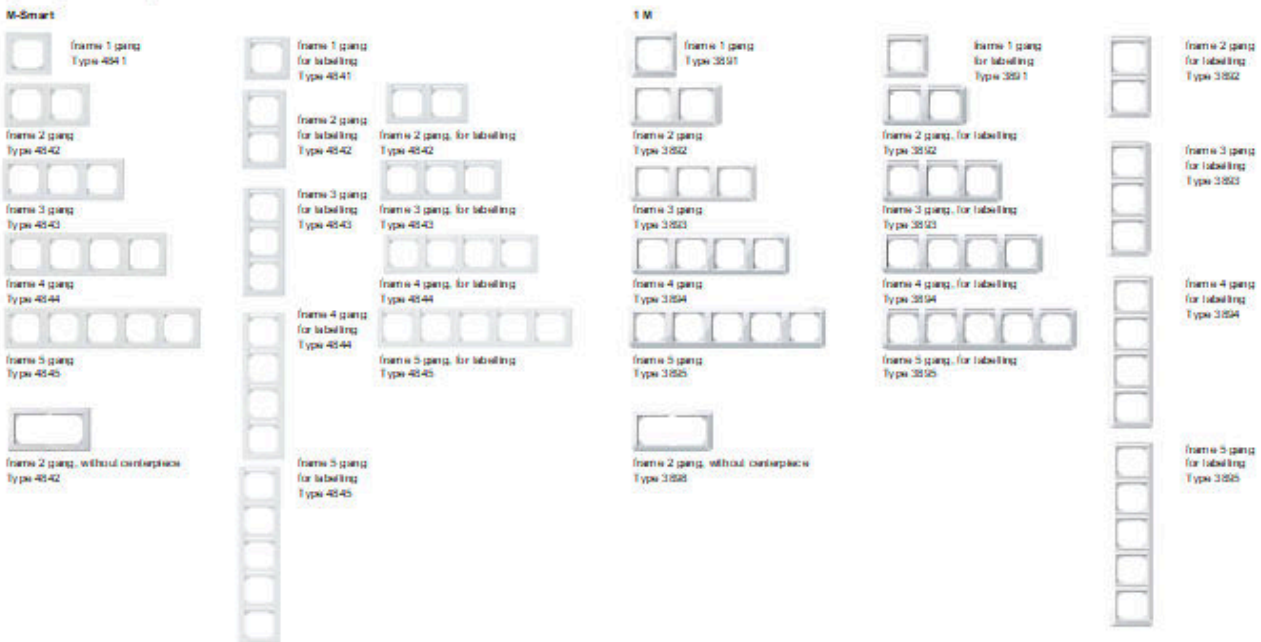 M-Smart
frame 1 gang
Type 4841
frame 2 gang
Type 4842
frame 3 gang
Type 4843
frame 4 gang
Type 4844
frame 5 gang
Type 4845
frame 2 gang, without centerpiece
Type 4842
frame 1 gang
for labelling
Type 4841
frame 2 gang
for labelling
Type 4842
frame 3 gang
for labelling
Type 4843
frame 4 gang
for labelling
Type 4844
frame 5 gang
for labelling
Type 4845
frame 2 gang, for labelling
Type 4842
frame 3 gang, for labelling
Type 4843
frame 4 gang, for labelling
Type 4844
frame 5 gang, for labelling
Type 4845
1 M
frame 1 gang
Type 3891
frame 2 gang
Type 3892
frame 3 gang
Type 3893
frame 4 gang
Type 3894
frame 5 gang
Type 3895
frame 2 gang, without centerpiece
Type 3898
frame 1 gang
for labelling
Type 3891
frame 2 gang, for labelling
Type 3892
frame 3 gang, for labelling
Type 3893
frame 4 gang, for labelling
Type 3894
frame 5 gang, for labelling
Type 3895
frame 2 gang
for labelling
Type 3892
frame 3 gang
for labelling
Type 3893
frame 4 gang
for labelling
Type 3894
frame 5 gang
for labelling
Type 3895